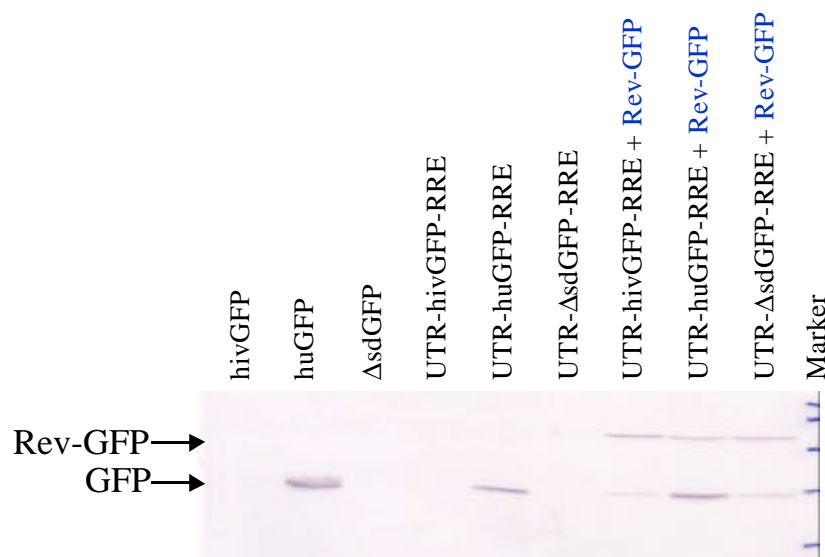 hivGFP
huGFP
ΔsdGFP
UTR-hivGFP-RRE
UTR-huGFP-RRE
UTR-ΔsdGFP-RRE
UTR-hivGFP-RRE + Rev-GFP
UTR-huGFP-RRE + Rev-GFP
UTR-ΔsdGFP-RRE + Rev-GFP
Marker
Rev-GFP
GFP